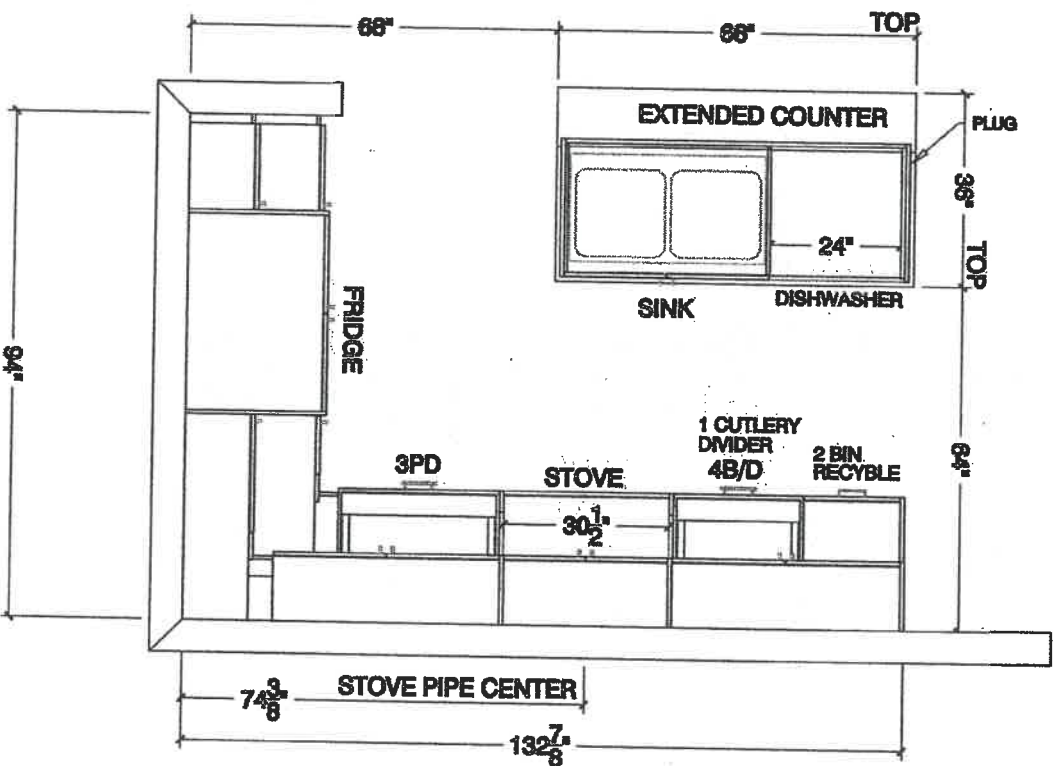 TOP
68"
66"
EXTENDED COUNTER
PLUG
36"
TOP
24"
DISHWASHER
SINK
FRIDGE
94"
64"
1 CUTLERY
DIVIDER
4B/D
2 BIN
RECYBLE
3PD
STOVE
30 1/2"
STOVE PIPE CENTER
74 3/8"
132 7/8"